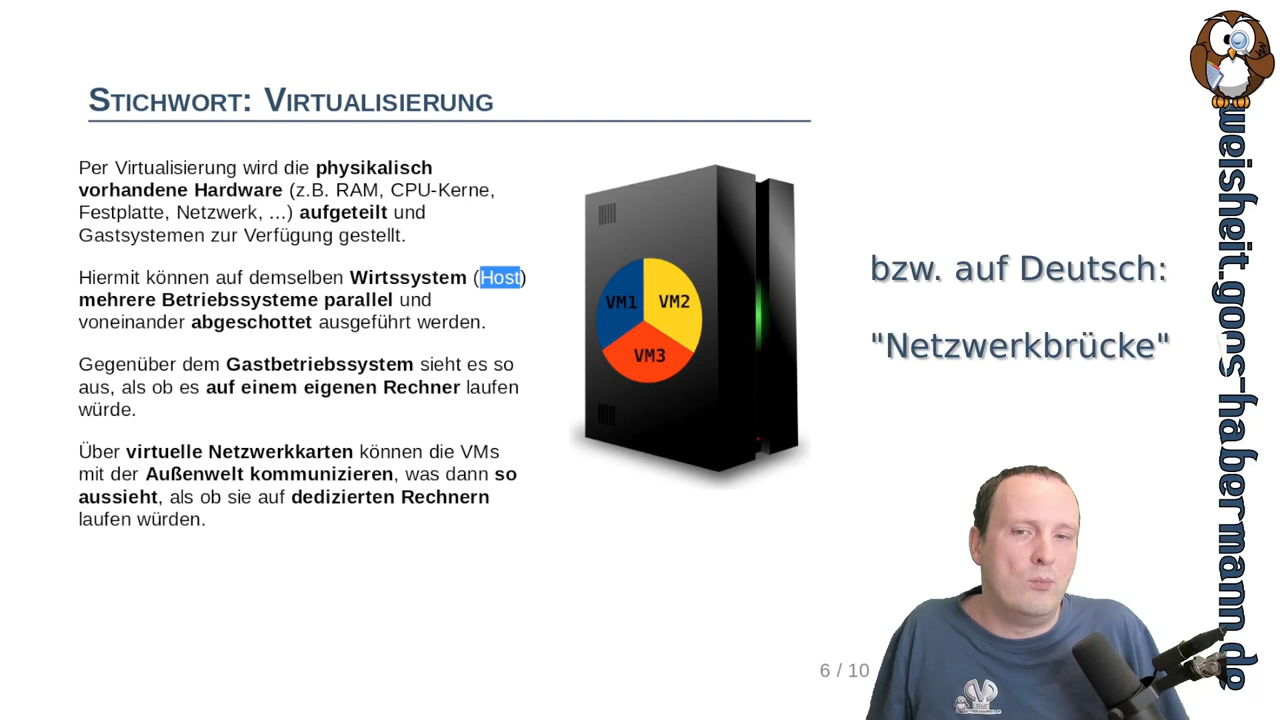 Stichwort: Virtualisierung
Per Virtualisierung wird die physikalisch
vorhandene Hardware (z.B. RAM, CPU-Kerne,
Festplatte, Netzwerk, ...) aufgeteilt und
Gastsystemen zur Verfügung gestellt.
Hiermit können auf demselben Wirtssystem (Host)
mehrere Betriebssysteme parallel und
voneinander abgeschottet ausgeführt werden.
Gegenüber dem Gastbetriebssystem sieht es so
aus, als ob es auf einem eigenen Rechner laufen
würde.
Über virtuelle Netzwerkkarten können die VMs
mit der Außenwelt kommunizieren, was dann so
aussieht, als ob sie auf dedizierten Rechnern
laufen würden.
VM1
VM2
VM3
bzw. auf Deutsch:
"Netzwerkbrücke"
6 / 10
weisheit.gons-habermann.de